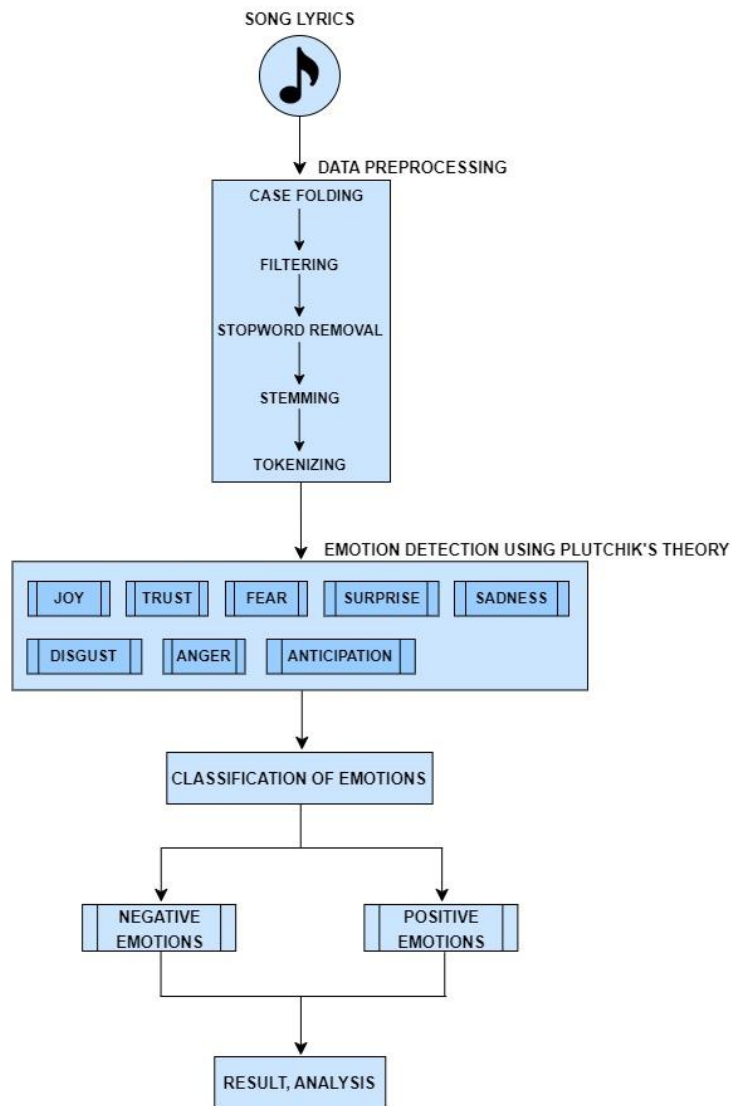 SONG LYRICS
DATA PREPROCESSING
CASE FOLDING
FILTERING
STOPWORD REMOVAL
STEMMING
TOKENIZING
EMOTION DETECTION USING PLUTCHIK'S THEORY
JOY
TRUST
FEAR
SURPRISE
SADNESS
DISGUST
ANGER
ANTICIPATION
CLASSIFICATION OF EMOTIONS
NEGATIVE
EMOTIONS
POSITIVE
EMOTIONS
RESULT, ANALYSIS